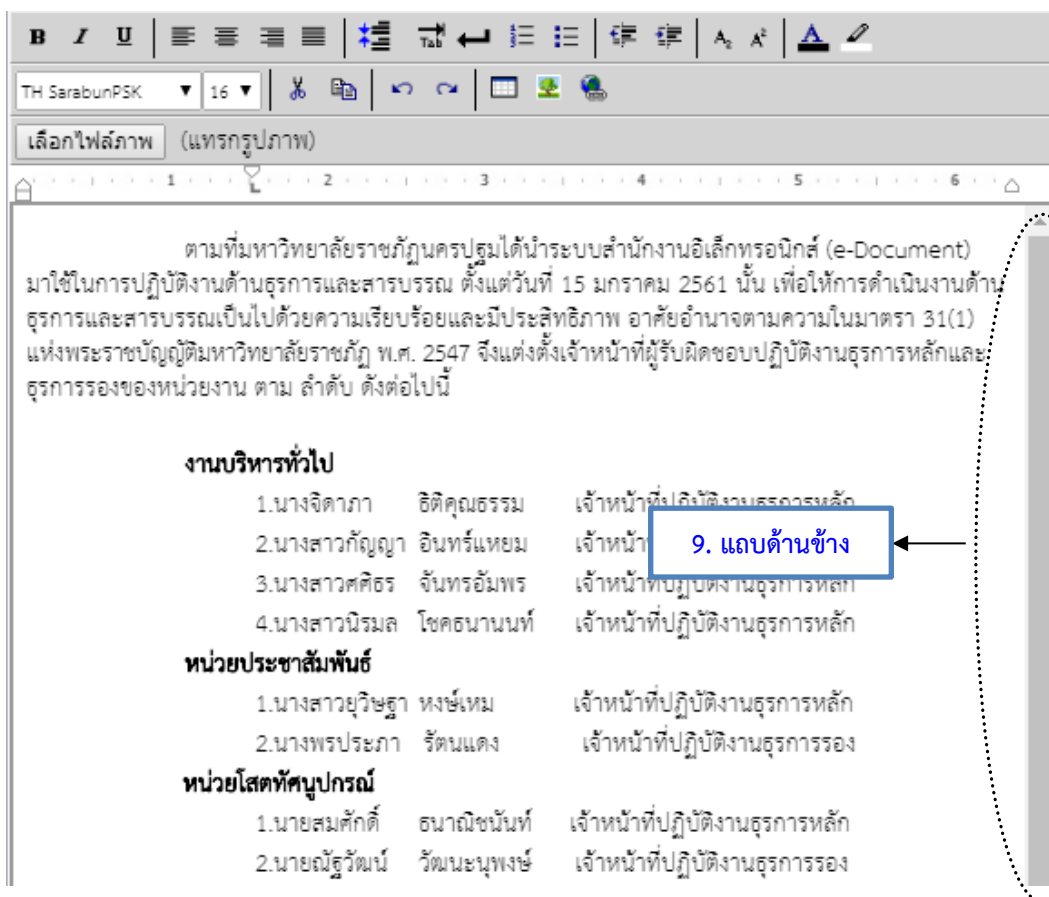 B I U Tab A₂ A² A
TH SarabunPSK 16
เลือกไฟล์ภาพ (แทรกรูปภาพ)
1 2 3 4 5 6
ตามที่มหาวิทยาลัยราชภัฏนครปฐมได้นำระบบสำนักงานอิเล็กทรอนิกส์ (e-Document)
มาใช้ในการปฏิบัติงานด้านธุรการและสารบรรณ ตั้งแต่วันที่ 15 มกราคม 2561 นั้น เพื่อให้การดำเนินงานด้าน
ธุรการและสารบรรณเป็นไปด้วยความเรียบร้อยและมีประสิทธิภาพ อาศัยอำนาจตามความในมาตรา 31(1)
แห่งพระราชบัญญัติมหาวิทยาลัยราชภัฏ พ.ศ. 2547 จึงแต่งตั้งเจ้าหน้าที่ผู้รับผิดชอบปฏิบัติงานธุรการหลักและ
ธุรการรองของหน่วยงาน ตาม ลำดับ ดังต่อไปนี้
งานบริหารทั่วไป
1.นางจิดาภา ธิติคุณธรรม เจ้าหน้าที่ปฏิบัติงานธุรการหลัก
2.นางสาวกัญญา อินทร์แหยม เจ้าหน้า
9. แถบด้านข้าง
3.นางสาวศศิธร จันทรอัมพร เจ้าหน้าที่ปฏิบัติงานธุรการหลัก
4.นางสาวนิรมล โชคธนานนท์ เจ้าหน้าที่ปฏิบัติงานธุรการหลัก
หน่วยประชาสัมพันธ์
1.นางสาวยุวิษฐา หงษ์เหม เจ้าหน้าที่ปฏิบัติงานธุรการหลัก
2.นางพรประภา รัตนแดง เจ้าหน้าที่ปฏิบัติงานธุรการรอง
หน่วยโสตทัศนูปกรณ์
1.นายสมศักดิ์ ธนาณิชนันท์ เจ้าหน้าที่ปฏิบัติงานธุรการหลัก
2.นายณัฐวัฒน์ วัฒนะนุพงษ์ เจ้าหน้าที่ปฏิบัติงานธุรการรอง